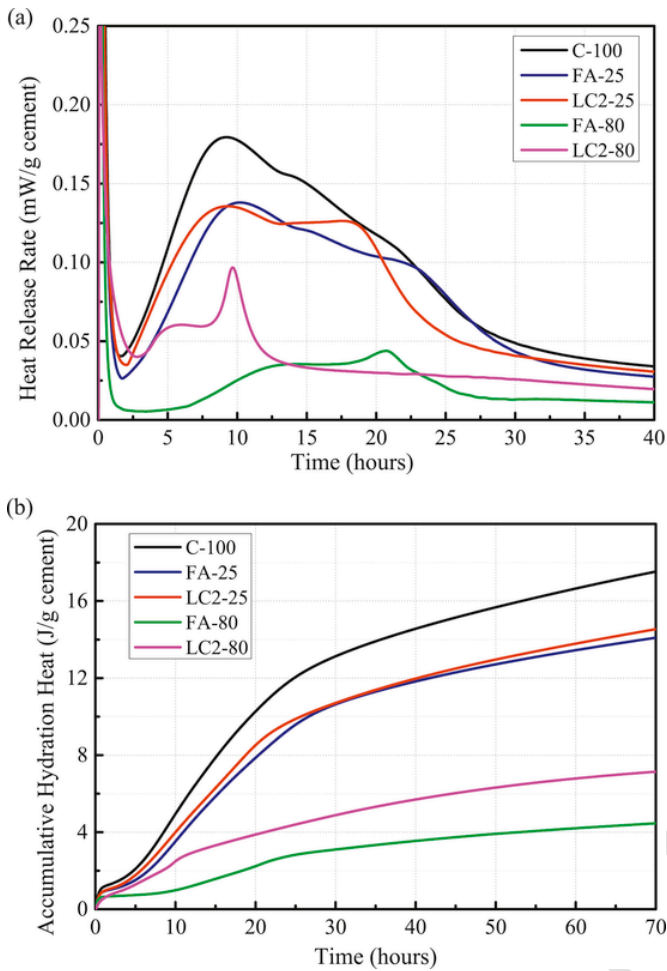 (a)
0.25
0.20
0.15
0.10
0.05
0.00
Heat Release Rate (mW/g cement)
C-100
FA-25
LC2-25
FA-80
LC2-80
0 5 10 15 20 25 30 35 40
Time (hours)
(b)
20
16
12
8
4
0
Accumulative Hydration Heat (J/g cement)
C-100
FA-25
LC2-25
FA-80
LC2-80
0 10 20 30 40 50 60 70
Time (hours)